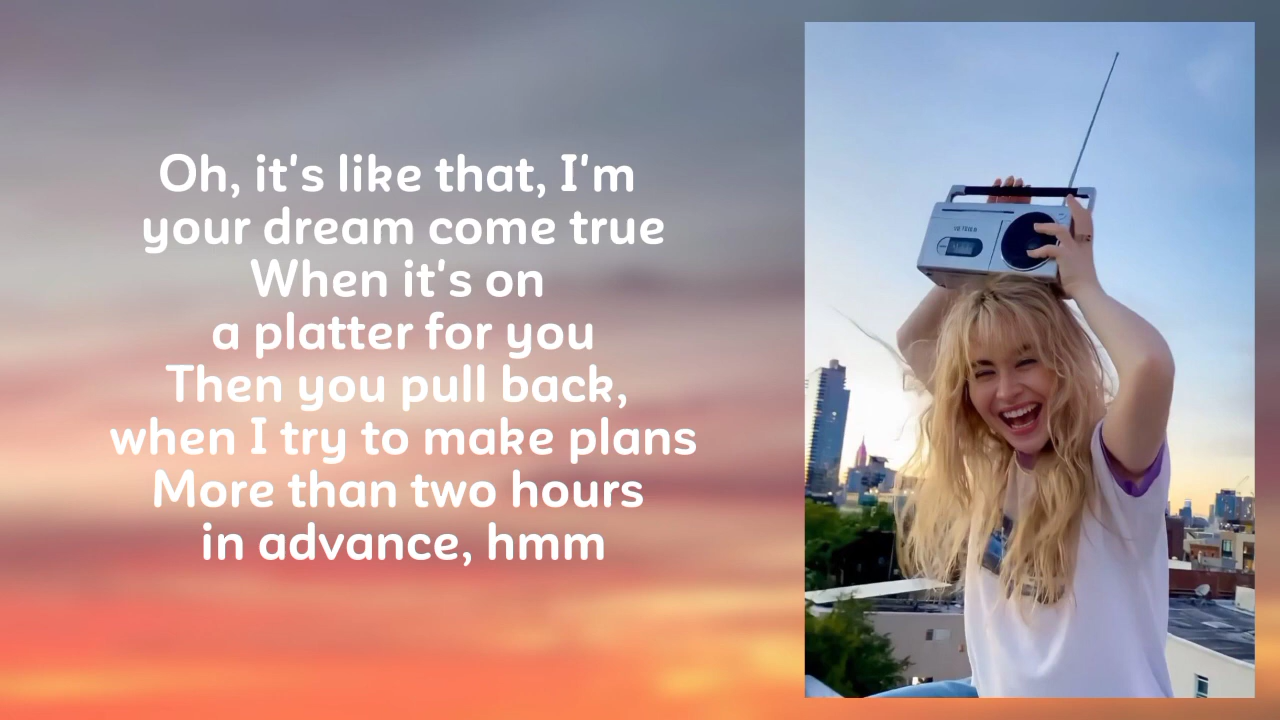 Oh, it's like that, I'm
your dream come true
When it's on
a platter for you
Then you pull back,
when I try to make plans
More than two hours
in advance, hmm